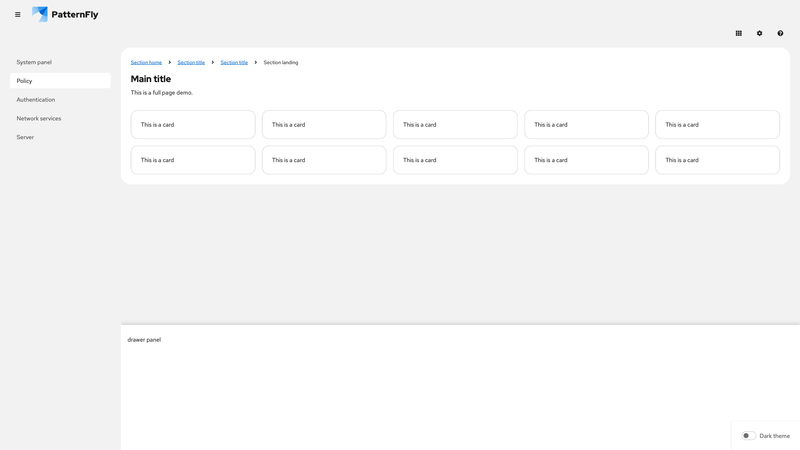 PatternFly
System panel
Policy
Authentication
Network services
Server
Section home > Section title > Section title > Section landing
Main title
This is a full page demo.
This is a card This is a card This is a card This is a card This is a card
This is a card This is a card This is a card This is a card This is a card
drawer panel
Dark theme